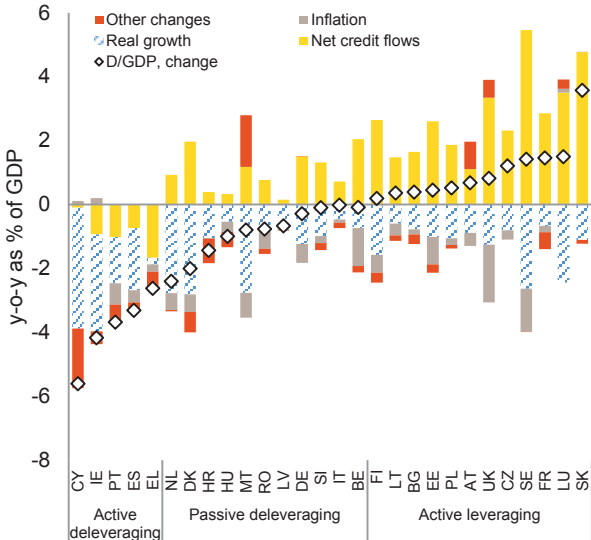 Other changes
Inflation
Real growth
Net credit flows
D/GDP, change
y-o-y as % of GDP
6
4
2
0
-2
-4
-6
-8
CY IE PT ES EL NL DK HR HU MT RO LV DE SI IT BE FI LT BG EE PL AT UK CZ SE FR LU SK
Active deleveraging
Passive deleveraging
Active leveraging